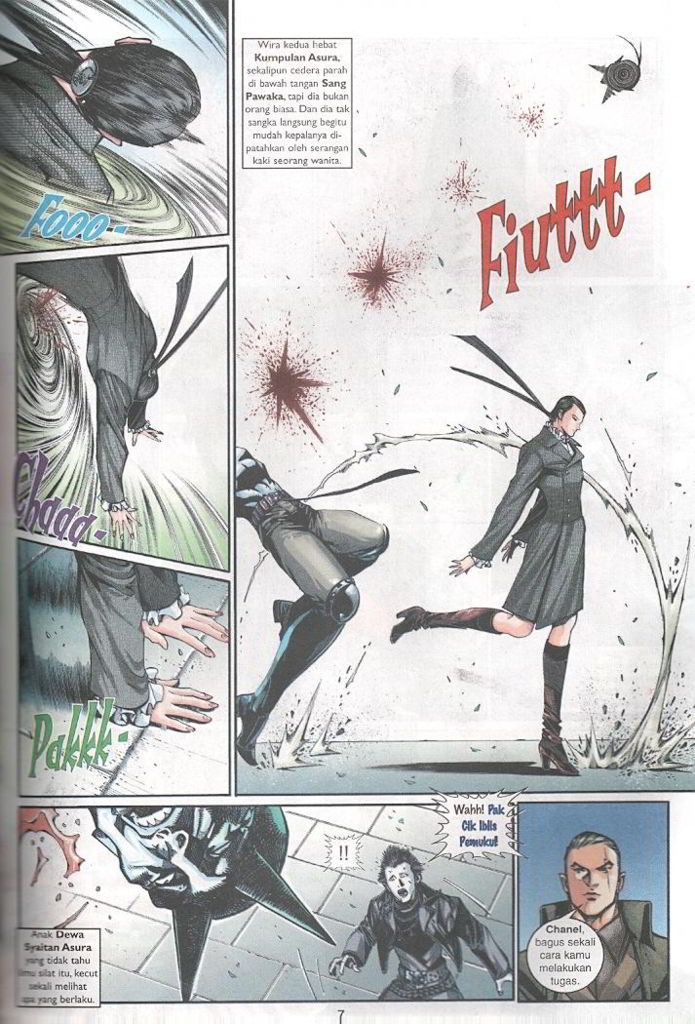 Wira kedua hebat
Kumpulan Asura,
sekalipun cedera parah
di bawah tangan Sang
Pawaka, tapi dia bukan
orang biasa. Dan dia tak
sangka langsung begitu
mudah kepalanya di-
patahkan oleh serangan
kaki seorang wanita.
Fooo-
Fiuttt-
Chaaa-
Pakkk-
Anak Dewa
Syaitan Asura
yang tidak tahu
ilmu silat itu, kecut
sekali melihat
apa yang berlaku.
!!
Wahh! Pak
Cik Iblis
Pemuku!
Chanel,
bagus sekali
cara kamu
melakukan
tugas.
7